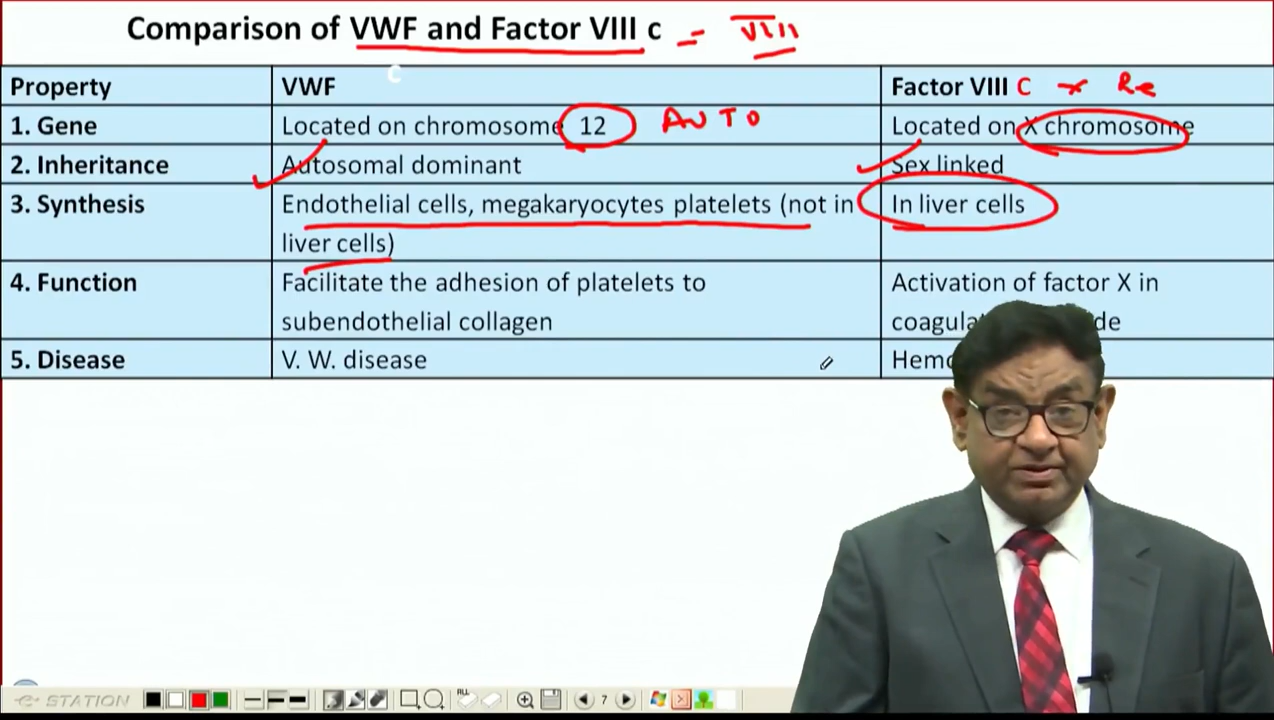 Comparison of VWF and Factor VIII c = VIII
C
Property VWF Factor VIII C X Re
1. Gene Located on chromosome 12 AUTO Located on X chromosome
2. Inheritance Autosomal dominant Sex linked
3. Synthesis Endothelial cells, megakaryocytes platelets (not in In liver cells
liver cells)
4. Function Facilitate the adhesion of platelets to Activation of factor X in
subendothelial collagen
5. Disease V. W. disease
e-STATION ALL 7